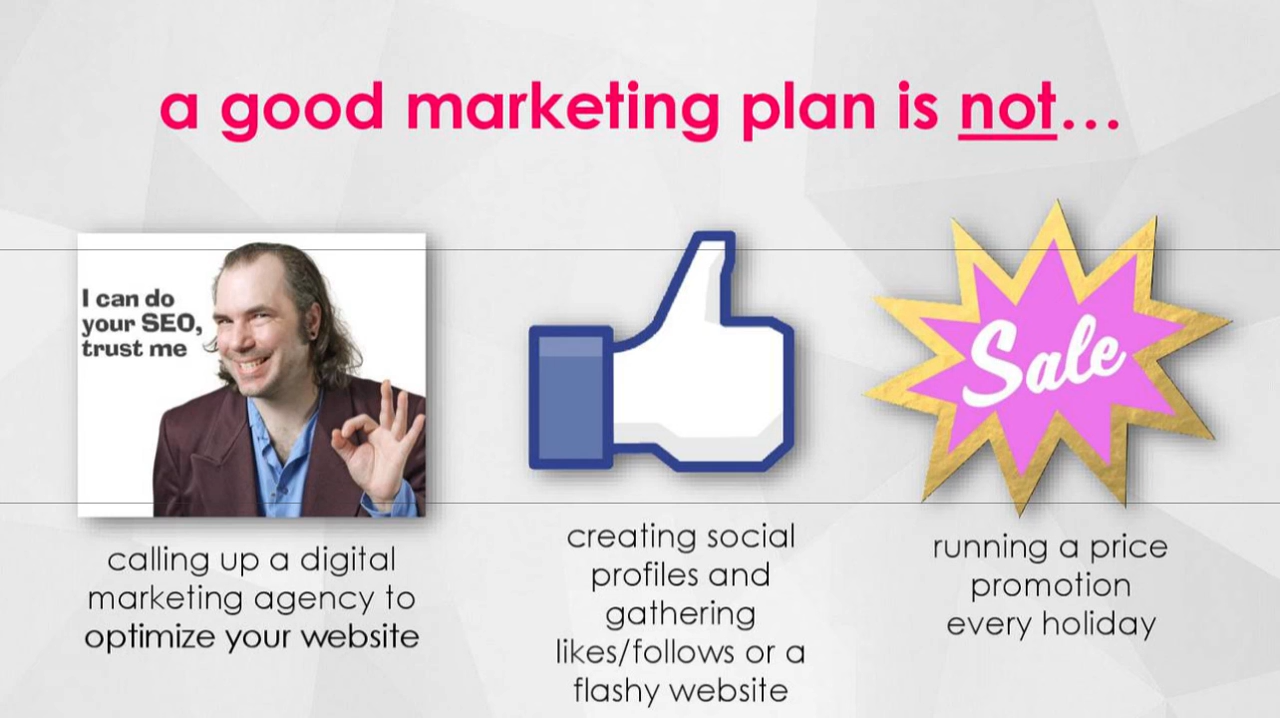 a good marketing plan is not...
I can do
your SEO,
trust me
Sale
calling up a digital
marketing agency to
optimize your website
creating social
profiles and
gathering
likes/follows or a
flashy website
running a price
promotion
every holiday